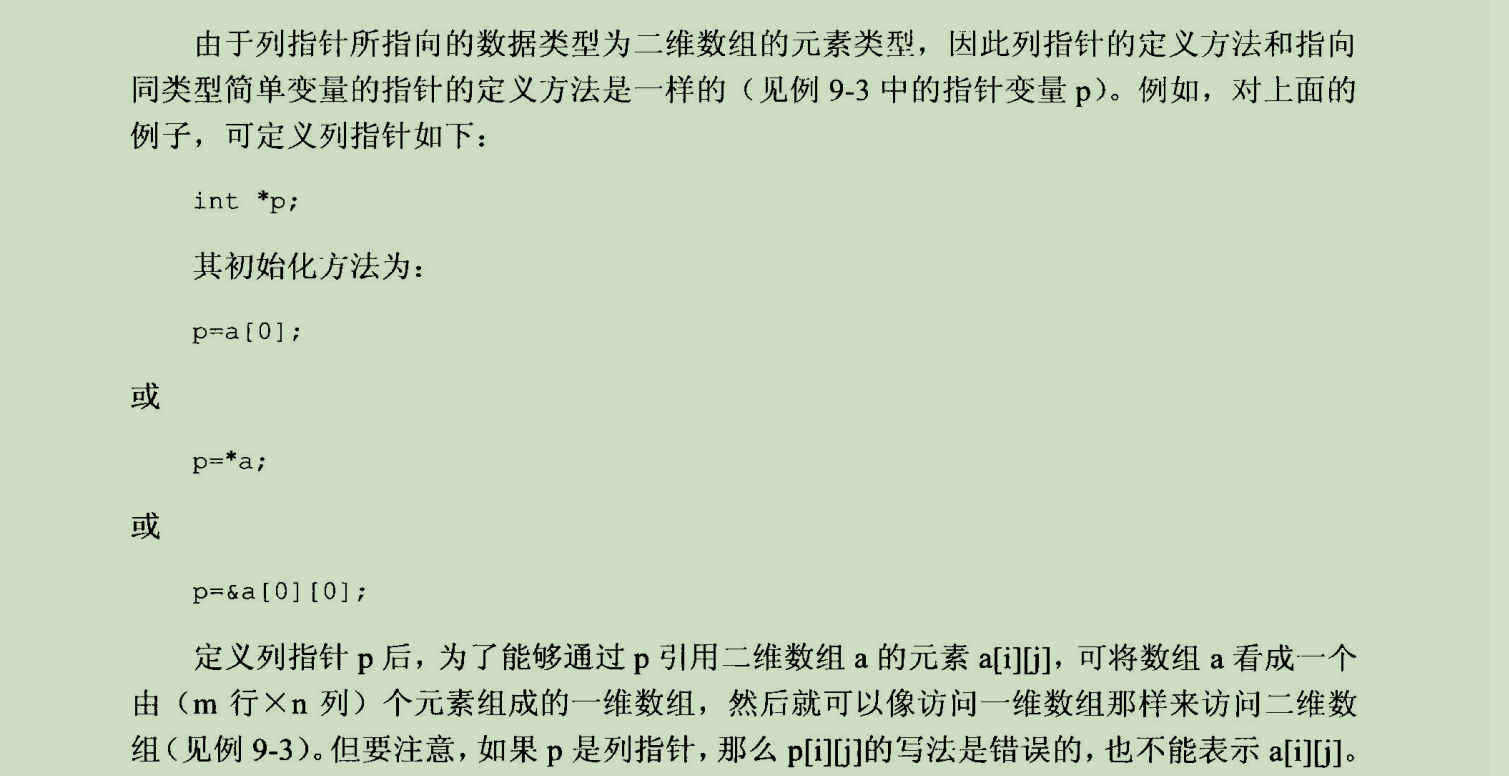 由于列指针所指向的数据类型为二维数组的元素类型，因此列指针的定义方法和指向
同类型简单变量的指针的定义方法是一样的（见例 9-3 中的指针变量 p）。例如，对上面的
例子，可定义列指针如下：
int *p;
其初始化方法为：
p=a[0];
或
p=*a;
或
p=&a[0][0];
定义列指针 p 后，为了能够通过 p 引用二维数组 a 的元素 a[i][j]，可将数组 a 看成一个
由（m 行×n 列）个元素组成的一维数组，然后就可以像访问一维数组那样来访问二维数
组（见例 9-3）。但要注意，如果 p 是列指针，那么 p[i][j]的写法是错误的，也不能表示 a[i][j]。